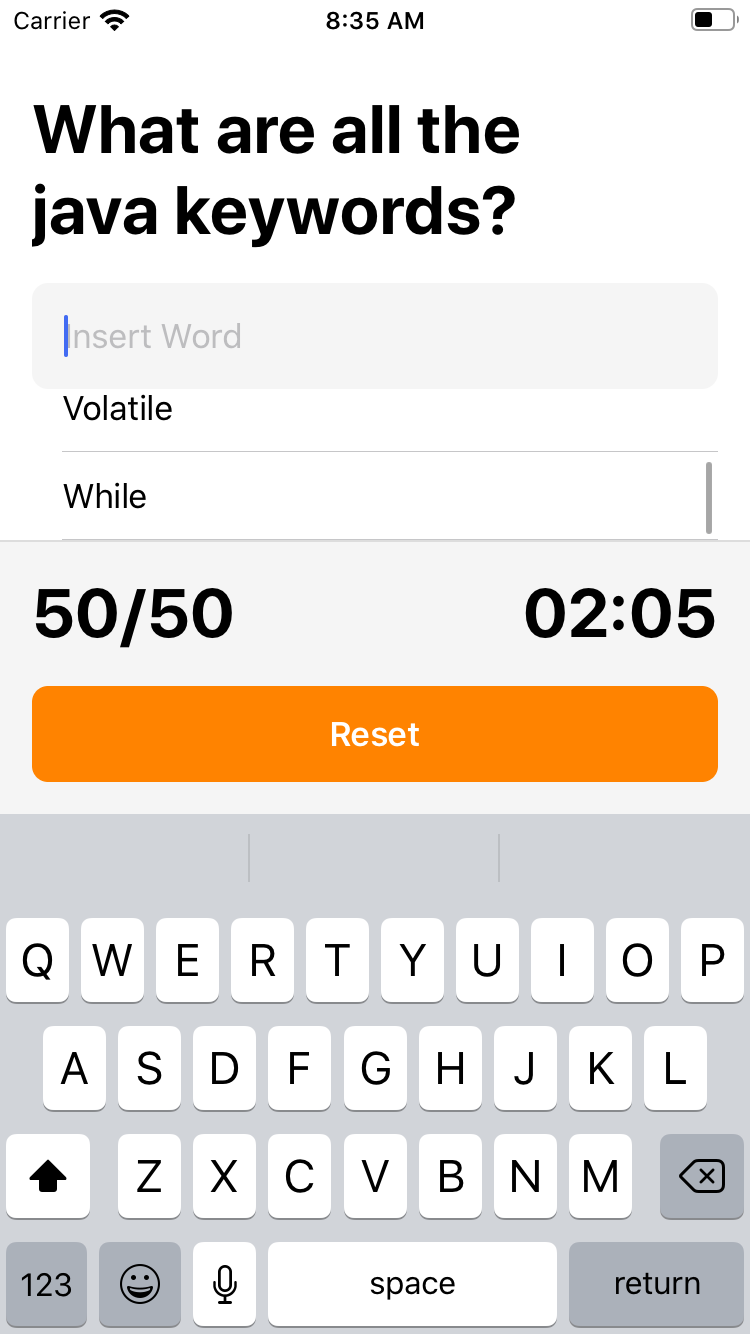 Carrier 8:35 AM
What are all the
java keywords?
Insert Word
Volatile
While
50/50 02:05
Reset
Q W E R T Y U I O P
A S D F G H J K L
Z X C V B N M
123 space return